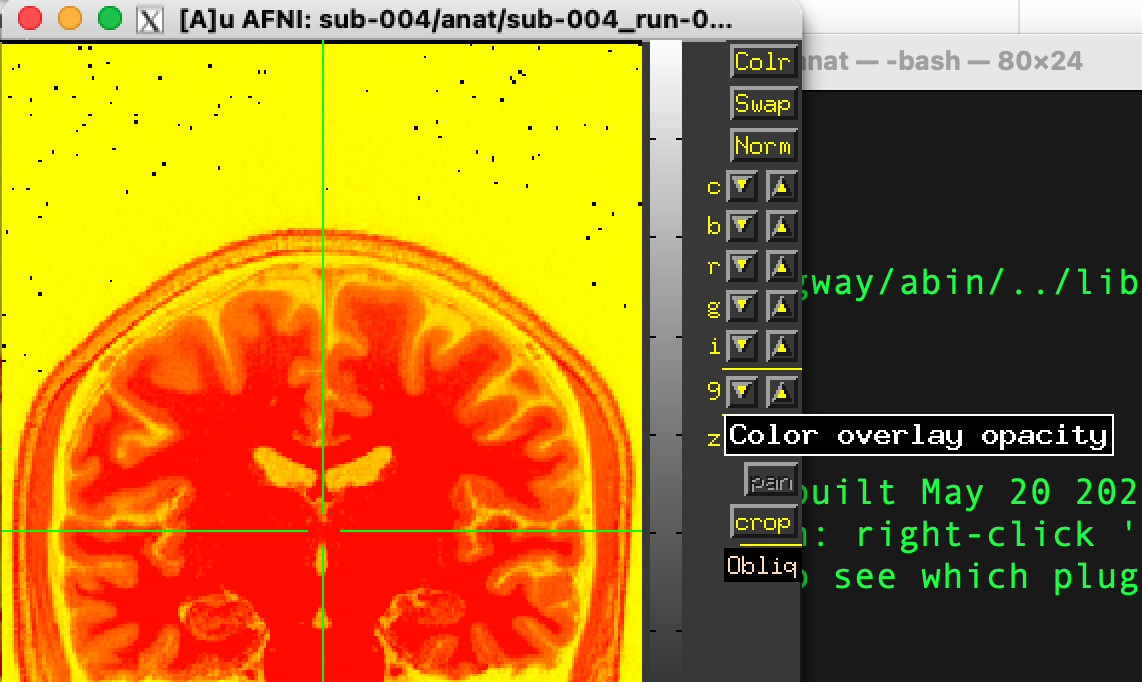 [A]u AFNI: sub-004/anat/sub-004_run-0...
nat — -bash — 80×24
Colr
Swap
Norm
c
b
r
g
i
9
z
Color overlay opacity
pan
crop
Obliq
gway/abin/../lib
built May 20 202
n: right-click '
o see which plug